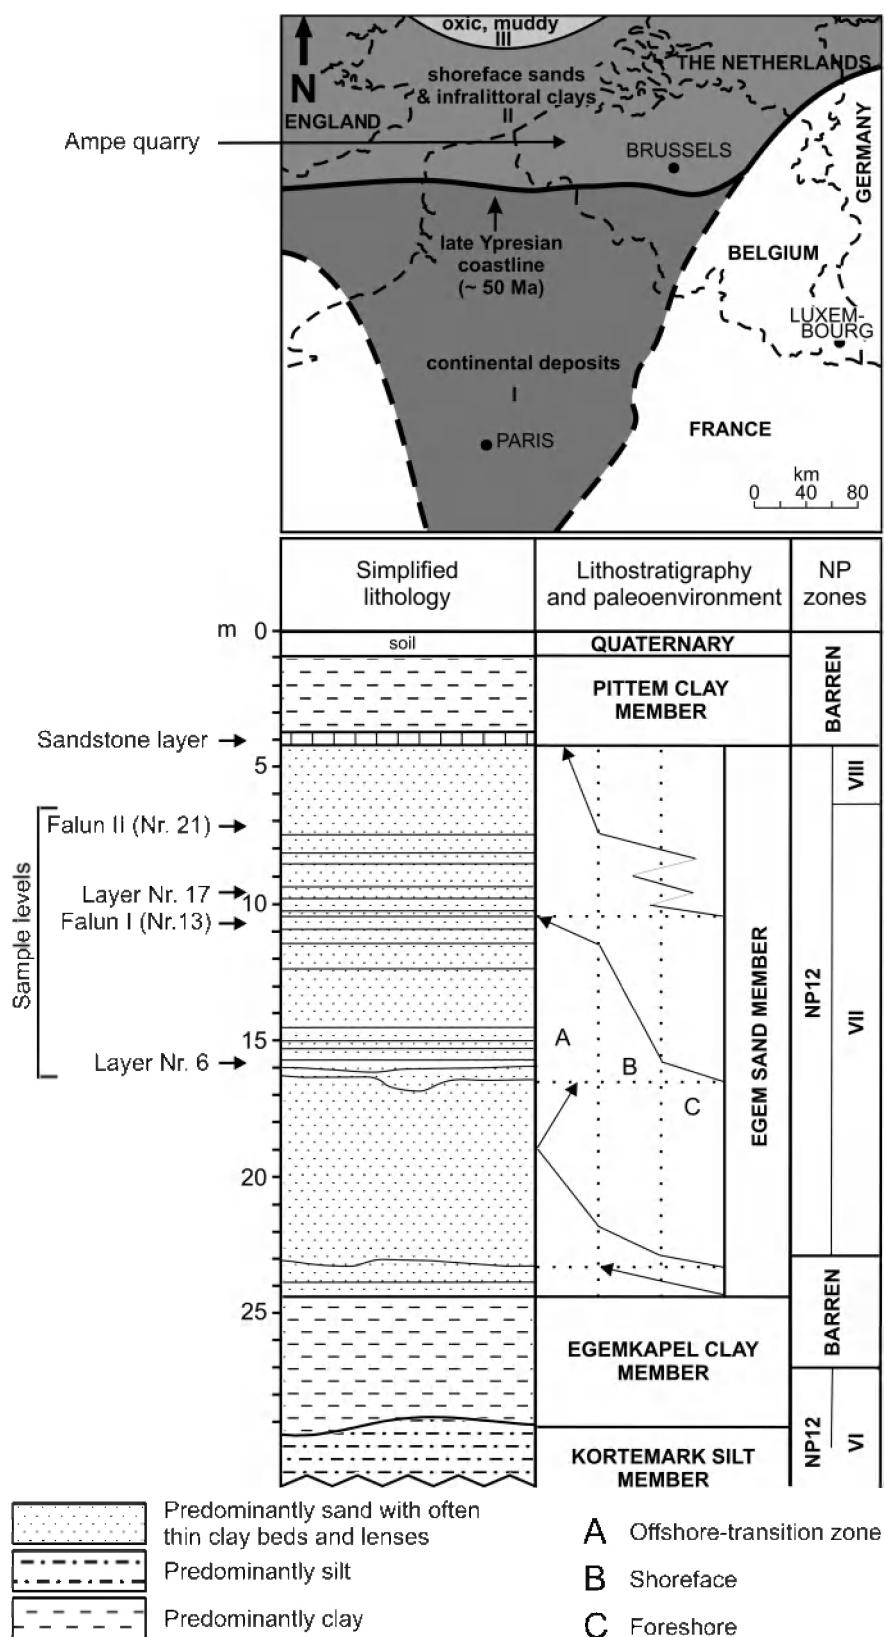 oxic, muddy
III
N
THE NETHERLANDS
shoreface sands
& infralittoral clays
II
ENGLAND
Ampe quarry
BRUSSELS
GERMANY
late Ypresian
coastline
(~ 50 Ma)
BELGIUM
LUXEM-
BOURG
continental deposits
I
PARIS
FRANCE
km
0 40 80
Simplified
lithology
Lithostratigraphy
and paleoenvironment
NP
zones
m 0
soil
QUATERNARY
PITTEM CLAY
MEMBER
BARREN
Sandstone layer
5
VIII
Falun II (Nr. 21)
Layer Nr. 17
10
Falun I (Nr.13)
Sample levels
EGEM SAND MEMBER
NP12
VII
15
A
Layer Nr. 6
B
C
20
25
EGEMKAPEL CLAY
MEMBER
BARREN
KORTEMARK SILT
MEMBER
NP12
VI
Predominantly sand with often
thin clay beds and lenses
Predominantly silt
Predominantly clay
A Offshore-transition zone
B Shoreface
C Foreshore